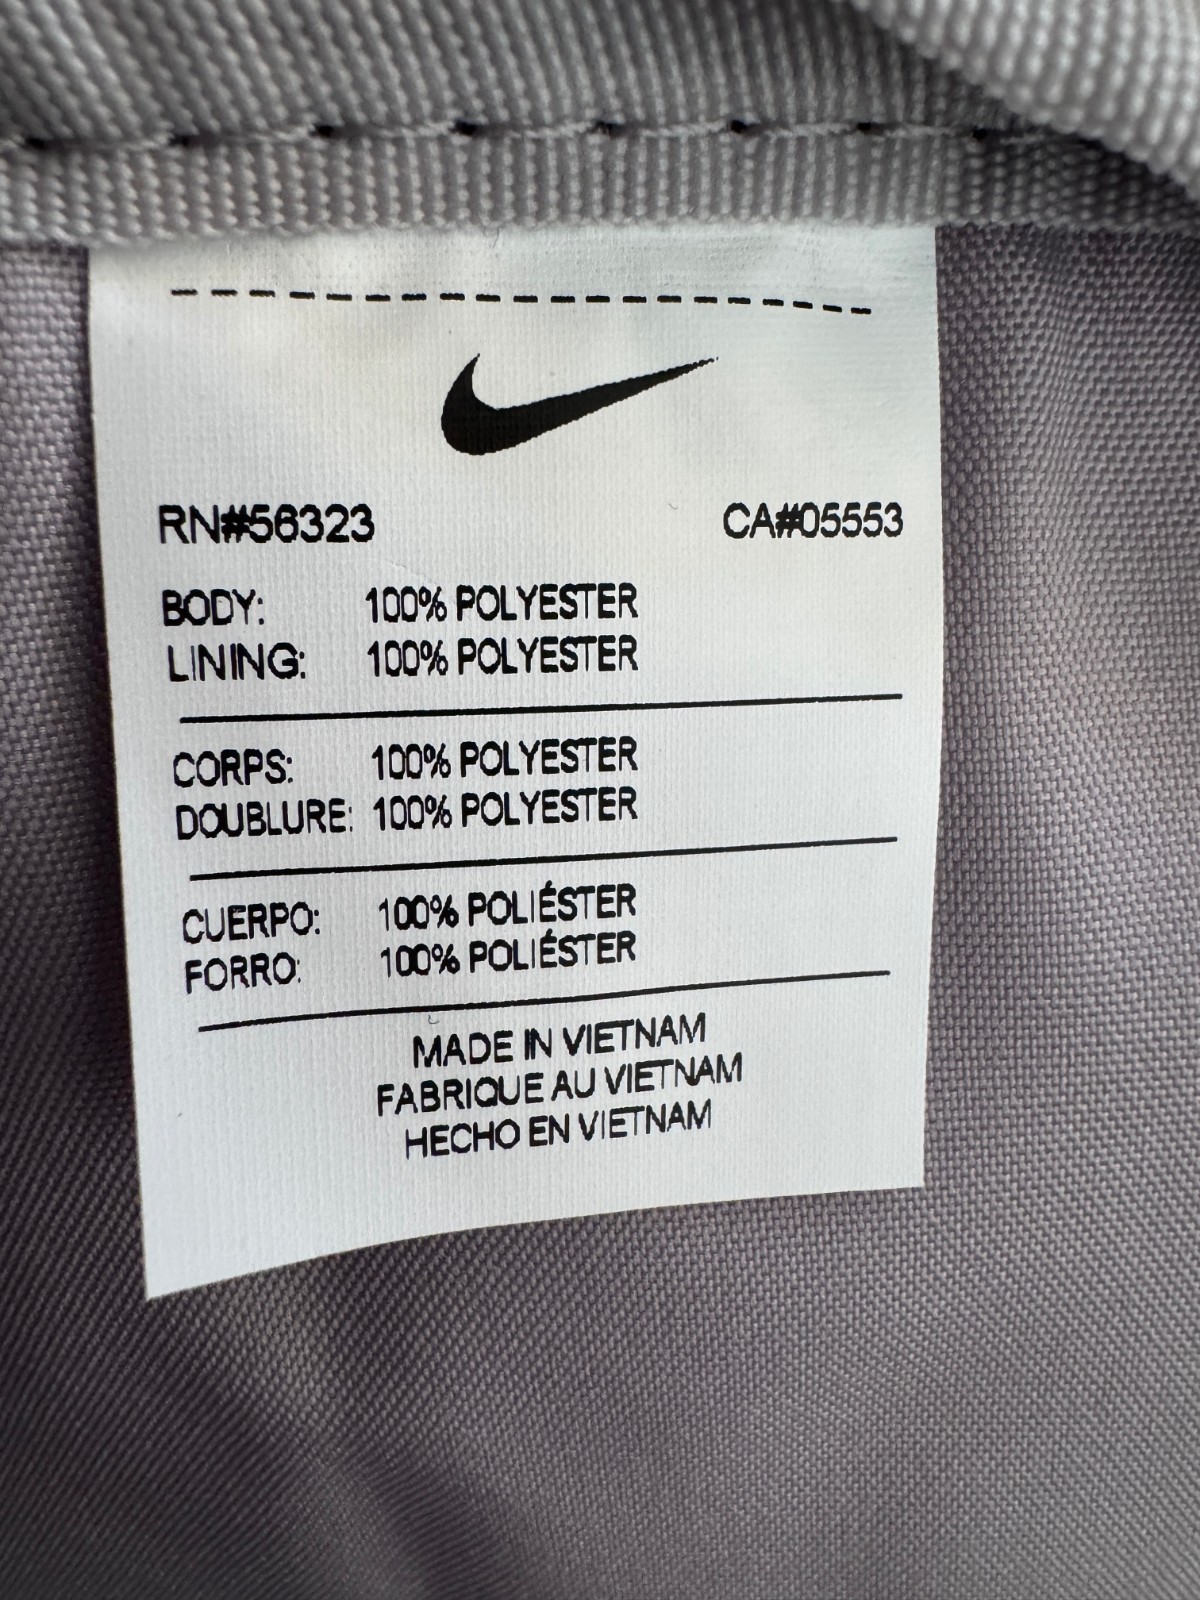 RN#56323 CA#05553
BODY: 100% POLYESTER
LINING: 100% POLYESTER
CORPS: 100% POLYESTER
DOUBLURE: 100% POLYESTER
CUERPO: 100% POLIÉSTER
FORRO: 100% POLIÉSTER
MADE IN VIETNAM
FABRIQUE AU VIETNAM
HECHO EN VIETNAM